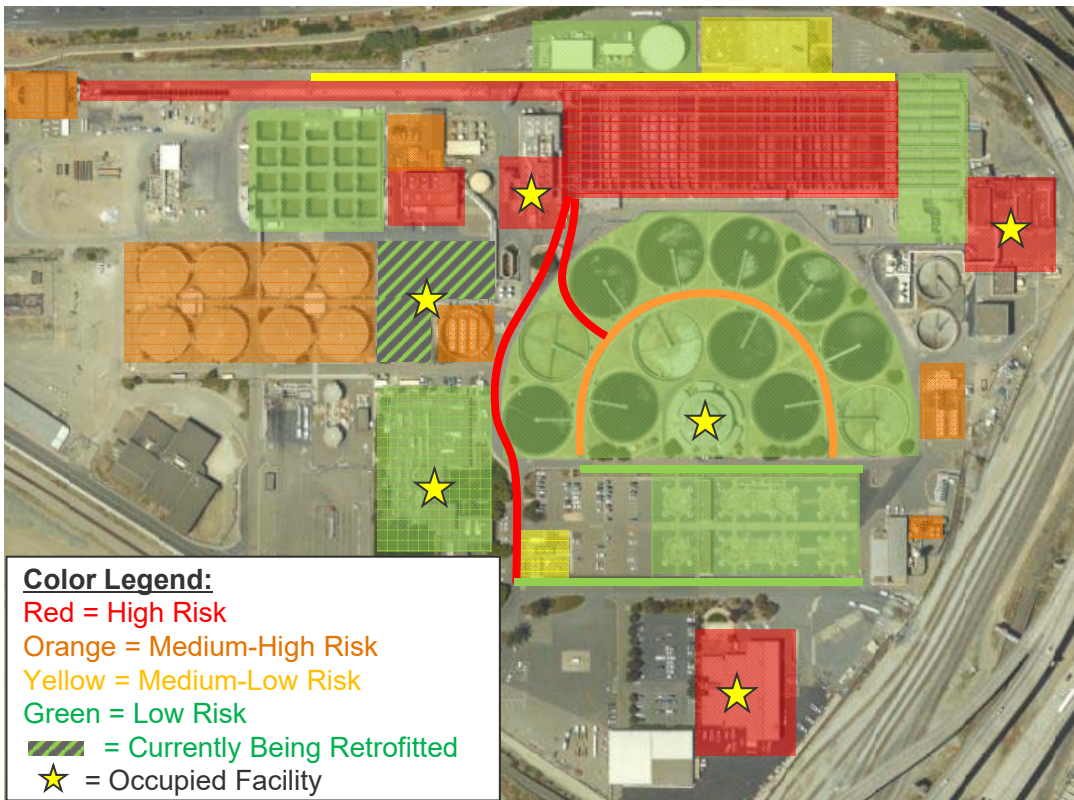 Color Legend:
Red = High Risk
Orange = Medium-High Risk
Yellow = Medium-Low Risk
Green = Low Risk
= Currently Being Retrofitted
= Occupied Facility